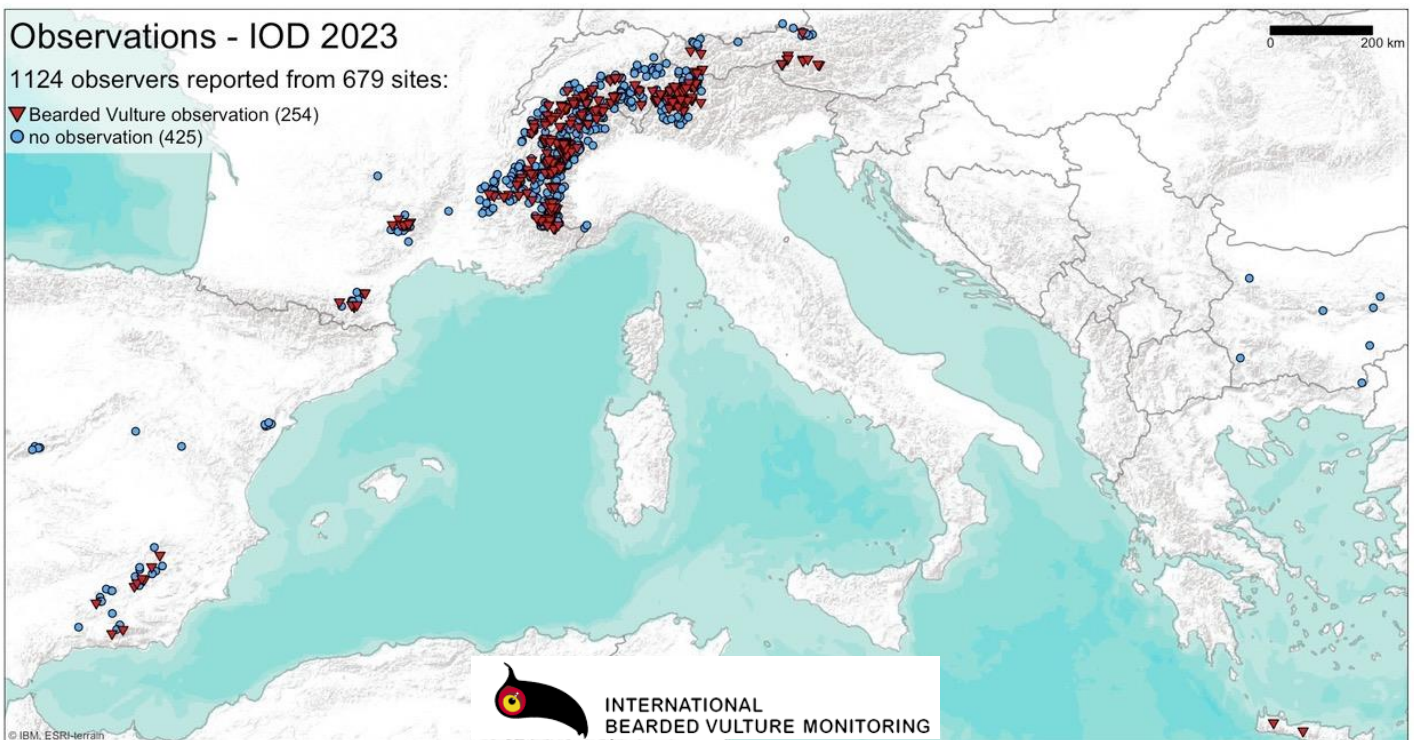 Observations - IOD 2023
1124 observers reported from 679 sites:
Bearded Vulture observation (254)
no observation (425)
0 200 km
INTERNATIONAL
BEARDED VULTURE MONITORING
© IBM, ESRI-terrain